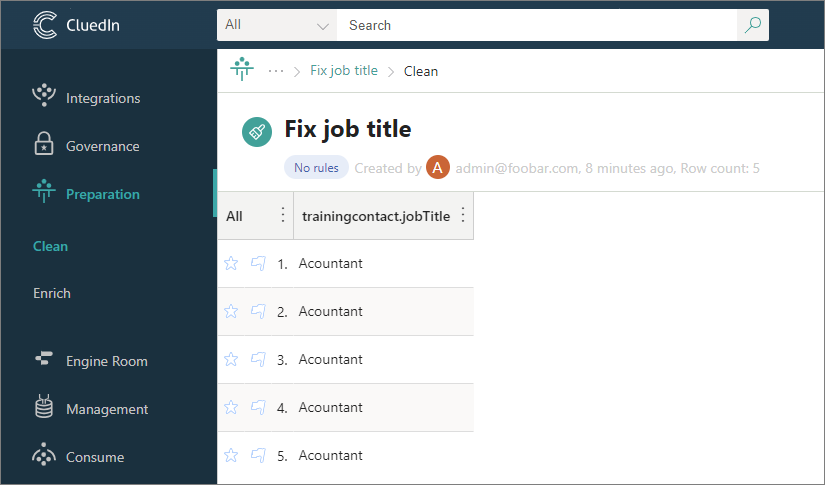 CluedIn
All
Search
Integrations
Governance
Preparation
Clean
Enrich
Engine Room
Management
Consume
... > Fix job title > Clean
Fix job title
No rules Created by A admin@foobar.com, 8 minutes ago, Row count: 5
All trainingcontact.jobTitle
1. Acountant
2. Acountant
3. Acountant
4. Acountant
5. Acountant